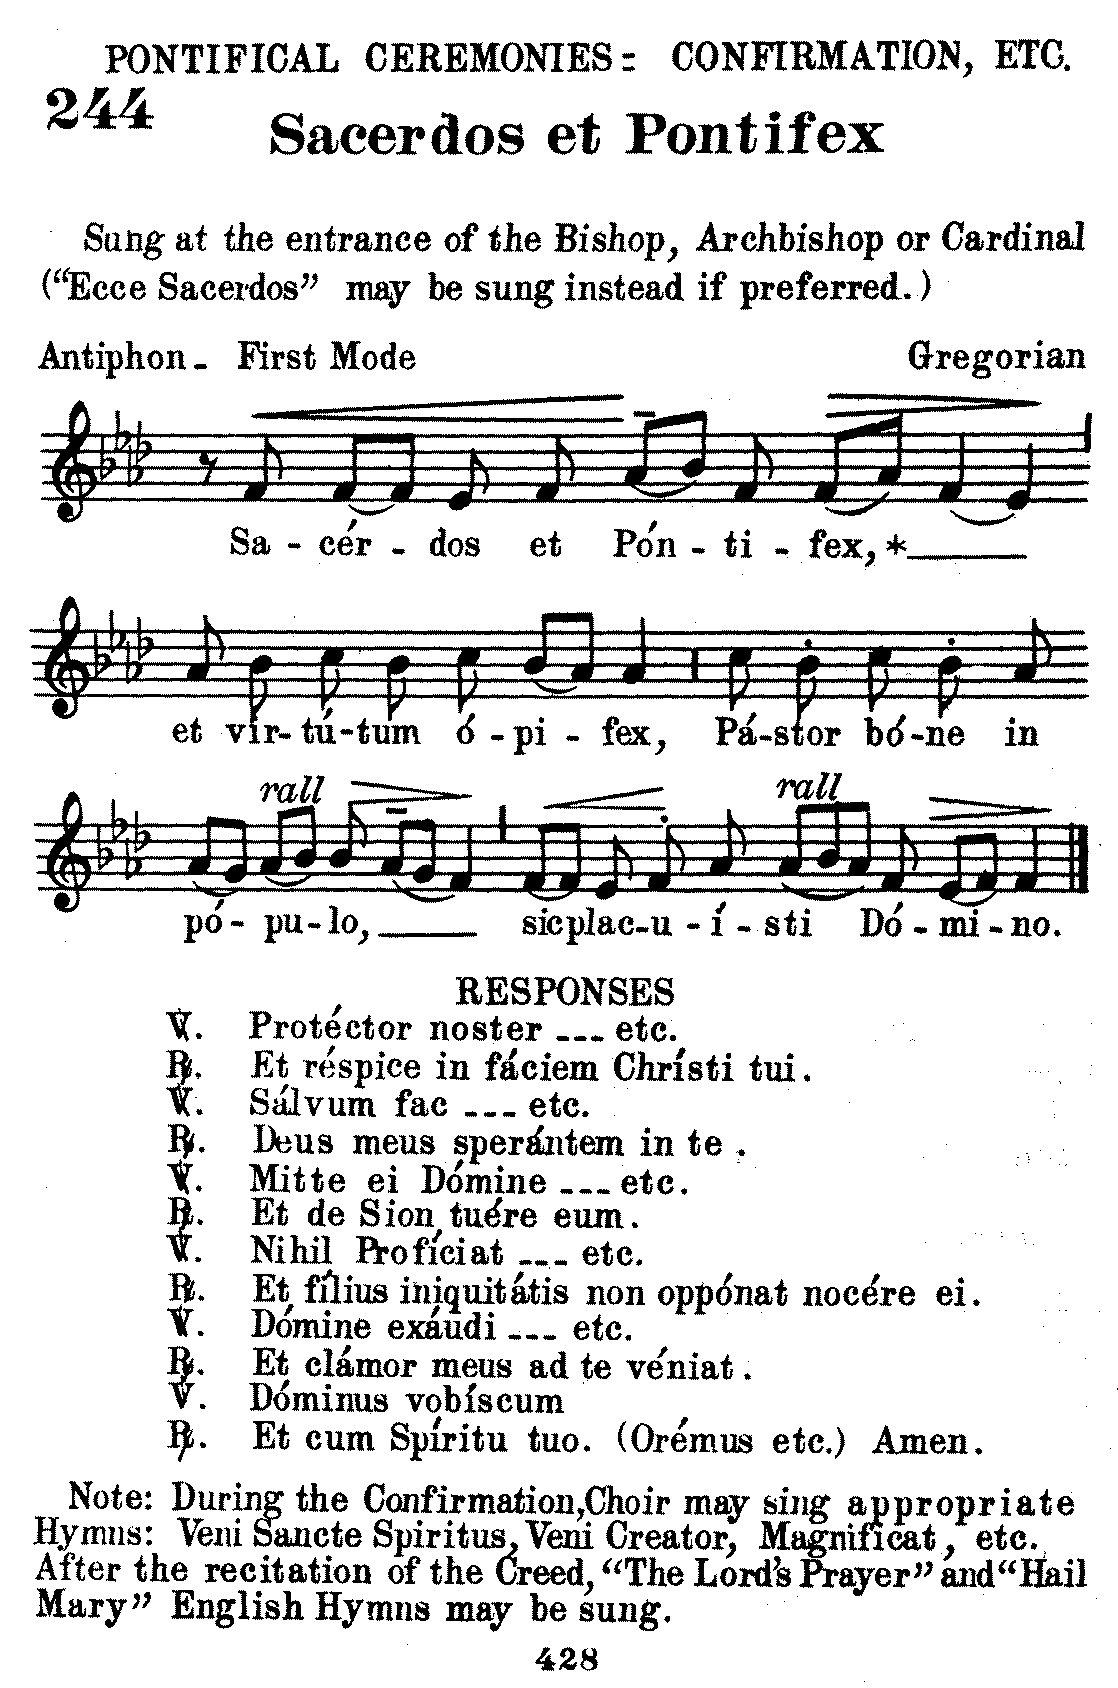 PONTIFICAL CEREMONIES: CONFIRMATION, ETC.
244
Sacerdos et Pontifex
Sung at the entrance of the Bishop, Archbishop or Cardinal
("Ecce Sacerdos" may be sung instead if preferred.)
Antiphon - First Mode Gregorian
Sa - cér - dos et Pón - ti - fex, *
et vir- tú-tum ó - pi - fex, Pá-stor bó-ne in
rall rall
pó - pu-lo, sic plac-u - í - sti Dó - mi - no.
RESPONSES
℣. Protéctor noster --- etc.
℟. Et réspice in fáciem Chrísti tui.
℣. Sálvum fac --- etc.
℟. Deus meus sperántem in te.
℣. Mitte ei Dómine --- etc.
℟. Et de Sion tuére eum.
℣. Nihil Profíciat --- etc.
℟. Et fílius iniquitátis non oppónat nocére ei.
℣. Dómine exáudi --- etc.
℟. Et clámor meus ad te véniat.
℣. Dóminus vobíscum
℟. Et cum Spíritu tuo. (Orémus etc.) Amen.
Note: During the Confirmation, Choir may sing appropriate
Hymns: Veni Sancte Spiritus, Veni Creator, Magnificat, etc.
After the recitation of the Creed, "The Lord's Prayer" and "Hail
Mary" English Hymns may be sung.
428